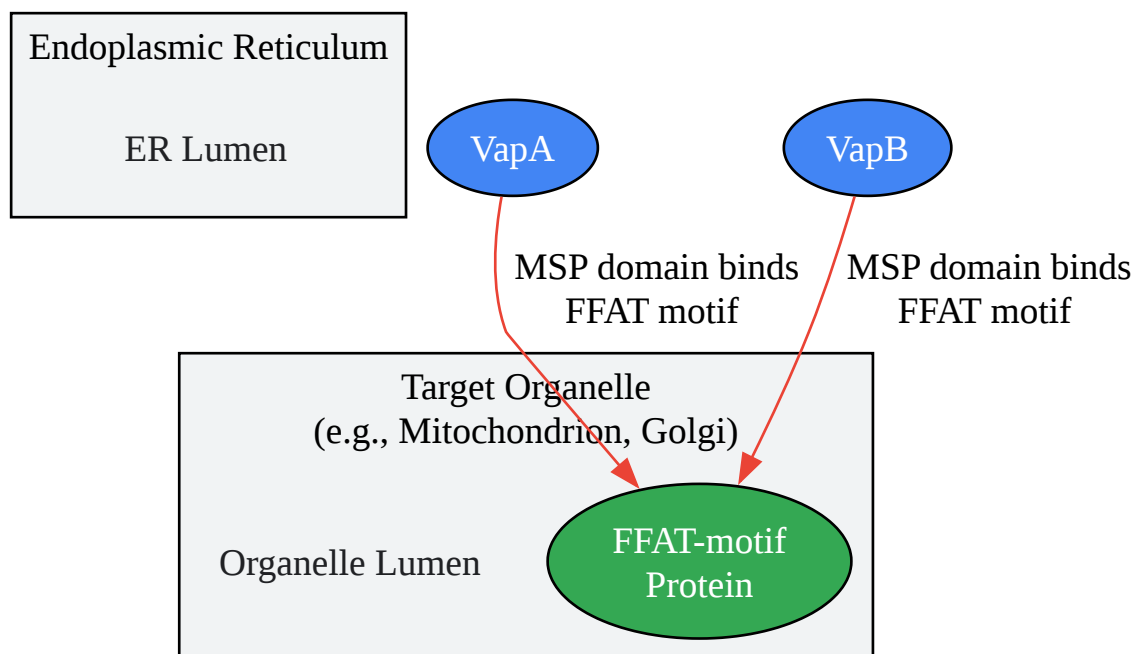 Endoplasmic Reticulum
ER Lumen
VapA
VapB
MSP domain binds
FFAT motif
MSP domain binds
FFAT motif
Target Organelle
(e.g., Mitochondrion, Golgi)
Organelle Lumen
FFAT-motif
Protein